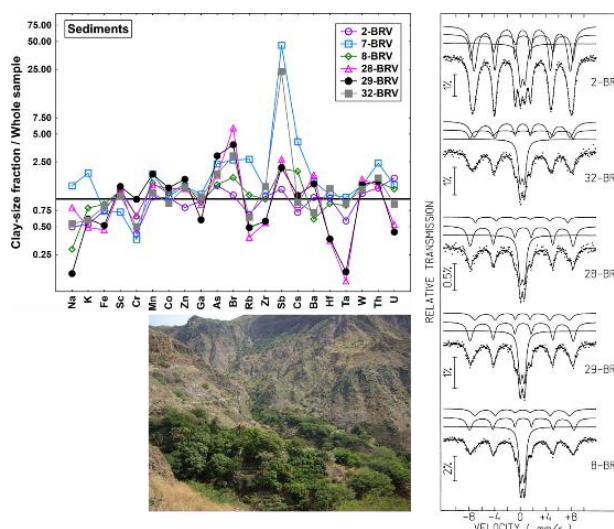 Sediments
2-BRV
7-BRV
8-BRV
28-BRV
29-BRV
32-BRV
Clay-size fraction / Whole sample
75.00
50.00
25.00
7.50
5.00
2.50
0.75
0.50
0.25
Na K Fe Sc Cr Mn Co Zn Ga As Br Rb Zr Sb Cs Ba Hf Ta W Th U
RELATIVE TRANSMISSION
1%
2-BR
1%
32-BR
0.5%
28-BR
1%
29-BR
2%
8-BR
-8 -4 0 +4 +8
VELOCITY ( mm/s )